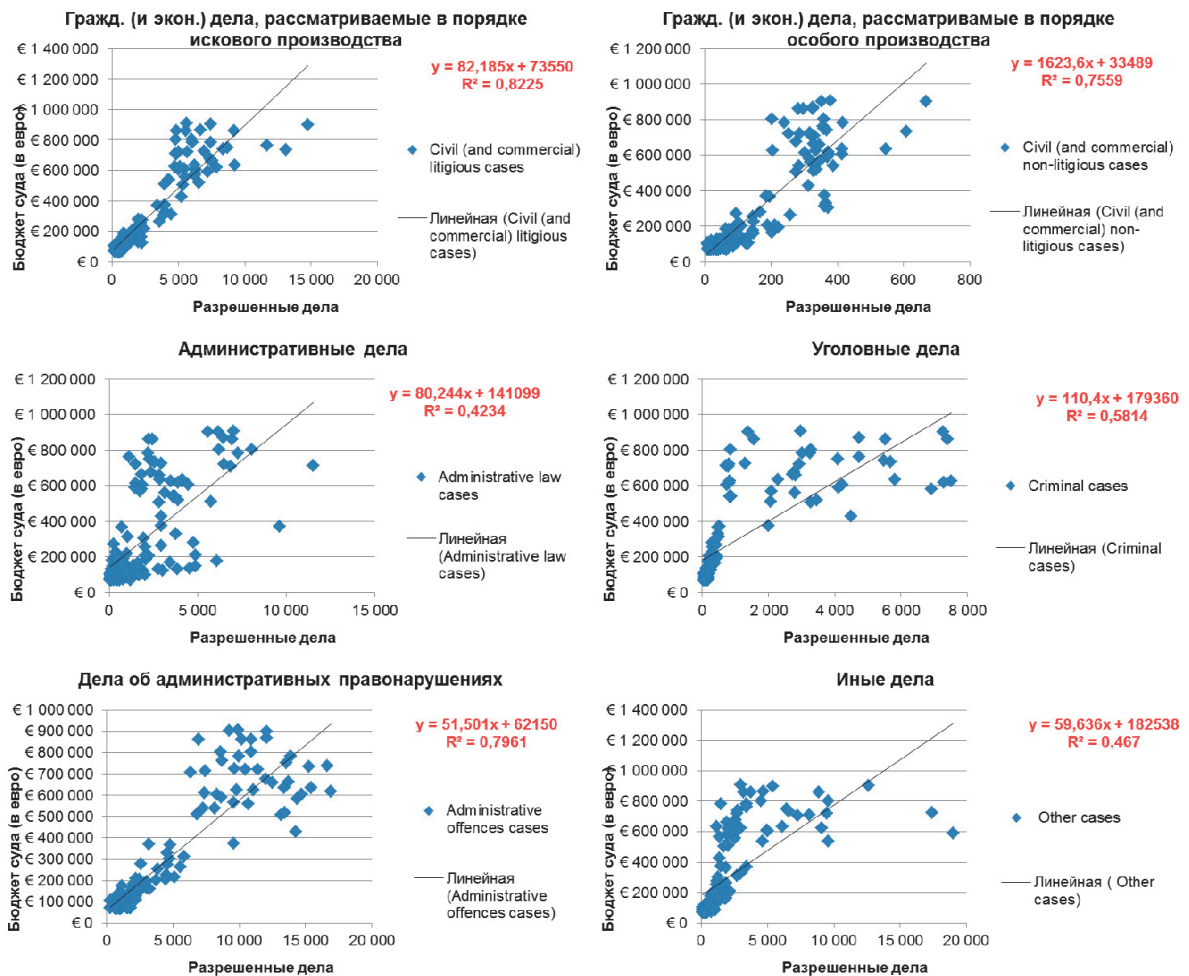 Гражд. (и экон.) дела, рассматриваемые в порядке
искового производства
€ 1 400 000
€ 1 200 000
€ 1 000 000
€ 800 000
€ 600 000
€ 400 000
€ 200 000
€ 0
Бюджет суда (в евро)
0
5 000
10 000
15 000
20 000
Разрешенные дела
y = 82,185x + 73550
R² = 0,8225
Civil (and commercial)
litigious cases
Линейная (Civil (and
commercial) litigious
cases)
Гражд. (и экон.) дела, рассматривамые в порядке
особого производства
€ 1 200 000
€ 1 000 000
€ 800 000
€ 600 000
€ 400 000
€ 200 000
€ 0
Бюджет суда (в евро)
0
200
400
600
800
Разрешенные дела
y = 1623,6x + 33489
R² = 0,7559
Civil (and commercial)
non-litigious cases
Линейная (Civil (and
commercial) non-
litigious cases)
Административные дела
€ 1 200 000
€ 1 000 000
€ 800 000
€ 600 000
€ 400 000
€ 200 000
€ 0
Бюджет суда (в евро)
0
5 000
10 000
15 000
Разрешенные дела
y = 80,244x + 141099
R² = 0,4234
Administrative law
cases
Линейная
(Administrative law
cases)
Уголовные дела
€ 1 200 000
€ 1 000 000
€ 800 000
€ 600 000
€ 400 000
€ 200 000
€ 0
Бюджет суда (в евро)
0
2 000
4 000
6 000
8 000
Разрешенные дела
y = 110,4x + 179360
R² = 0,5814
Criminal cases
Линейная (Criminal
cases)
Дела об административных правонарушениях
€ 1 000 000
€ 900 000
€ 800 000
€ 700 000
€ 600 000
€ 500 000
€ 400 000
€ 300 000
€ 200 000
€ 100 000
€ 0
Бюджет суда (в евро)
0
5 000
10 000
15 000
20 000
Разрешенные дела
y = 51,501x + 62150
R² = 0,7961
Administrative
offences cases
Линейная
(Administrative
offences cases)
Иные дела
€ 1 400 000
€ 1 200 000
€ 1 000 000
€ 800 000
€ 600 000
€ 400 000
€ 200 000
€ 0
Бюджет суда (в евро)
0
5 000
10 000
15 000
20 000
Разрешенные дела
y = 59,636x + 182538
R² = 0,467
Other cases
Линейная ( Other
cases)